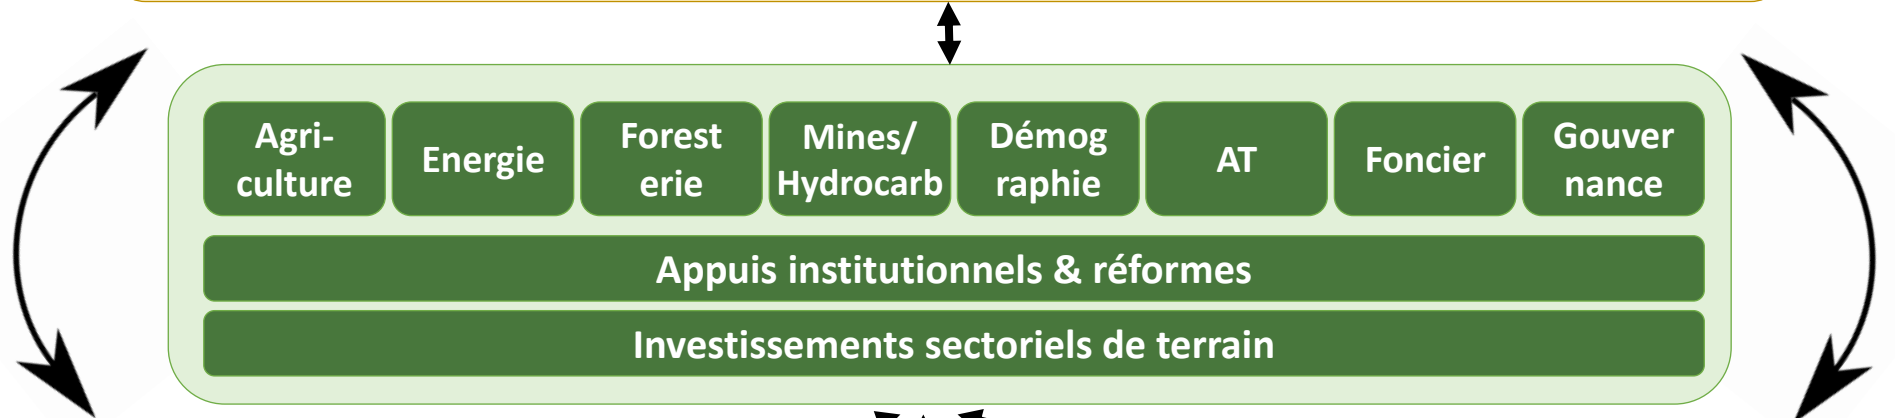 Agri-
culture
Energie
Forest
erie
Mines/
Hydrocarb
Démog
raphie
AT
Foncier
Gouver
nance
Appuis institutionnels & réformes
Investissements sectoriels de terrain